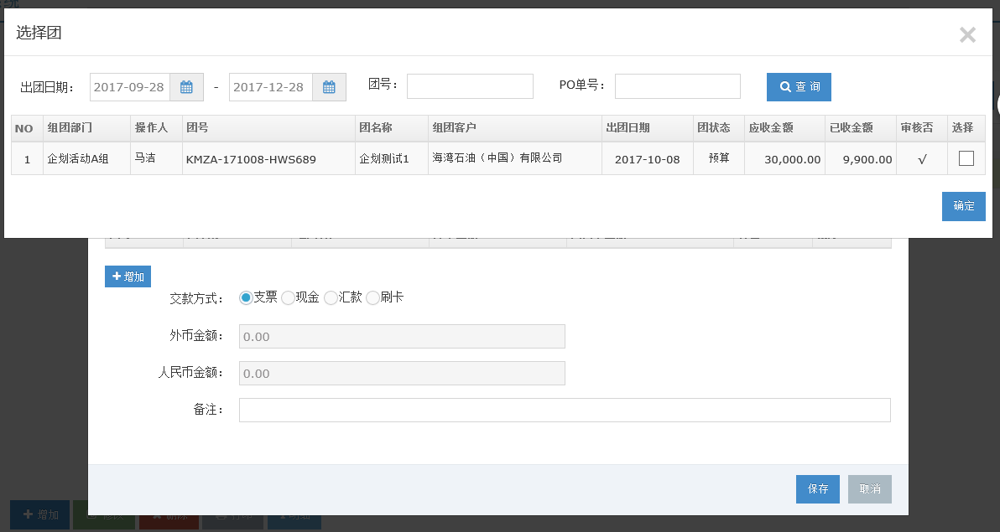 选择团
×
出团日期： 2017-09-28 - 2017-12-28 团号： PO单号： 查 询
NO 组团部门 操作人 团号 团名称 组团客户 出团日期 团状态 应收金额 已收金额 审核否 选择
1 企划活动A组 马洁 KMZA-171008-HWS689 企划测试1 海湾石油（中国）有限公司 2017-10-08 预算 30,000.00 9,900.00 √
确定
增加
交款方式： 支票 现金 汇款 刷卡
外币金额： 0.00
人民币金额： 0.00
备注：
保存 取消
增加